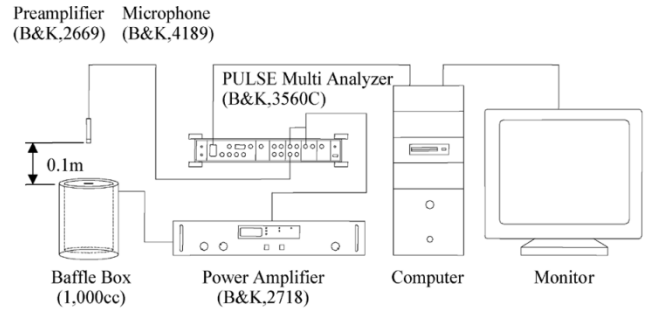 Preamplifier Microphone
(B&K,2669) (B&K,4189)
PULSE Multi Analyzer
(B&K,3560C)
0.1m
Baffle Box
(1,000cc)
Power Amplifier
(B&K,2718)
Computer
Monitor